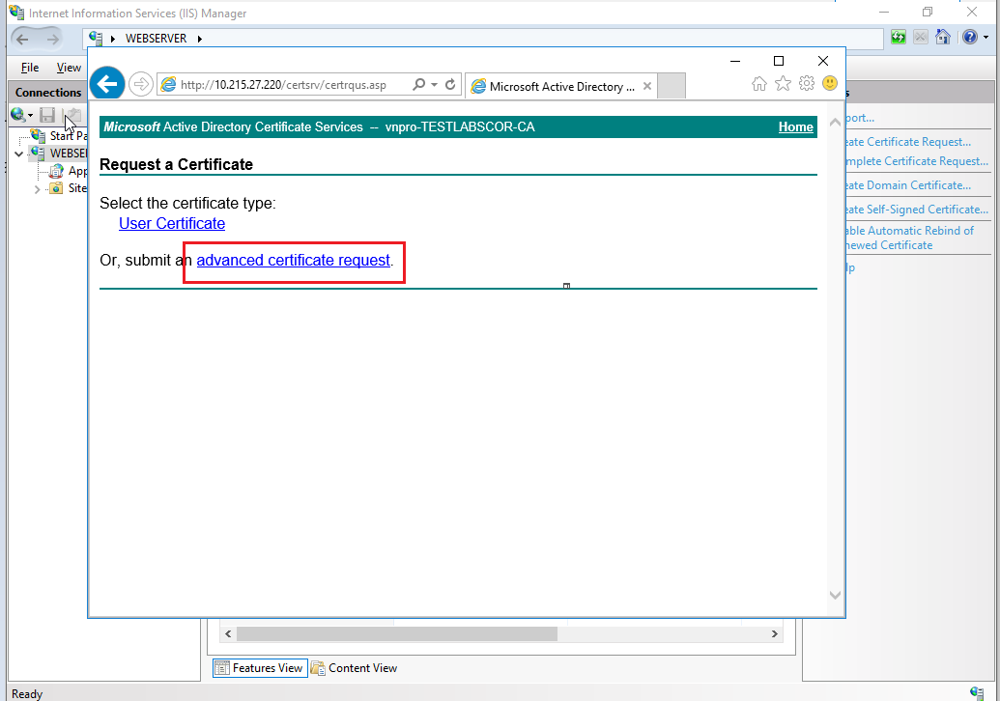 Internet Information Services (IIS) Manager
WEBSERVER
File View
Connections
Start Pa
WEBSER
App
Site
http://10.215.27.220/certsrv/certrqus.asp
Microsoft Active Directory ...
Microsoft Active Directory Certificate Services -- vnpro-TESTLABSCOR-CA
Home
Request a Certificate
Select the certificate type:
User Certificate
Or, submit an advanced certificate request.
s
port...
eate Certificate Request...
mplete Certificate Request...
eate Domain Certificate...
eate Self-Signed Certificate...
able Automatic Rebind of
newed Certificate
lp
Features View
Content View
Ready